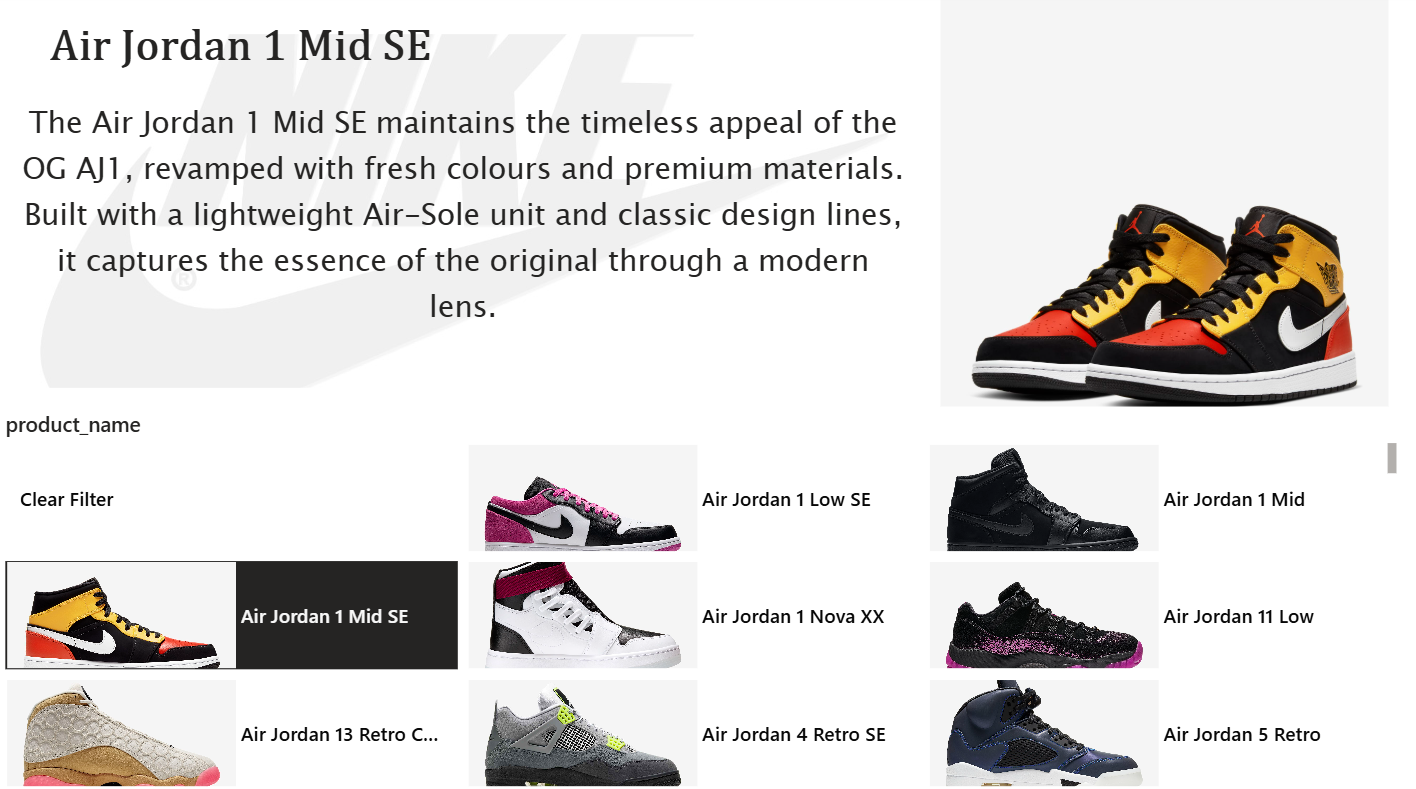 Air Jordan 1 Mid SE
NIKE
The Air Jordan 1 Mid SE maintains the timeless appeal of the
OG AJ1, revamped with fresh colours and premium materials.
Built with a lightweight Air-Sole unit and classic design lines,
it captures the essence of the original through a modern
lens.
®
product_name
Clear Filter
Air Jordan 1 Low SE
Air Jordan 1 Mid
Air Jordan 1 Mid SE
Air Jordan 1 Nova XX
Air Jordan 11 Low
Air Jordan 13 Retro C...
Air Jordan 4 Retro SE
Air Jordan 5 Retro